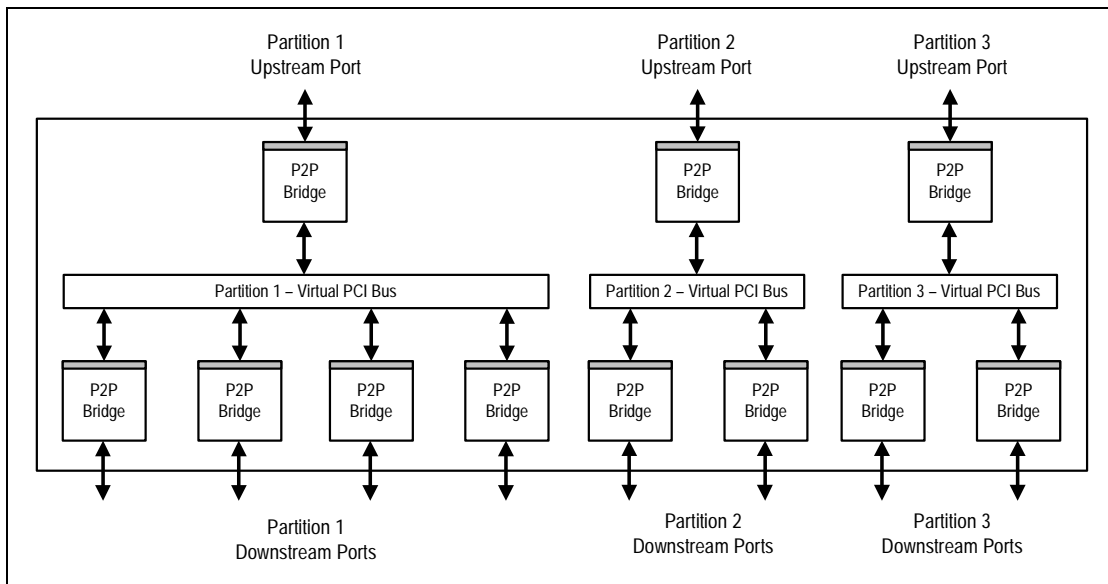 Partition 1
Upstream Port
Partition 2
Upstream Port
Partition 3
Upstream Port
P2P
Bridge
P2P
Bridge
P2P
Bridge
Partition 1 – Virtual PCI Bus
Partition 2 – Virtual PCI Bus
Partition 3 – Virtual PCI Bus
P2P
Bridge
P2P
Bridge
P2P
Bridge
P2P
Bridge
P2P
Bridge
P2P
Bridge
P2P
Bridge
P2P
Bridge
Partition 1
Downstream Ports
Partition 2
Downstream Ports
Partition 3
Downstream Ports